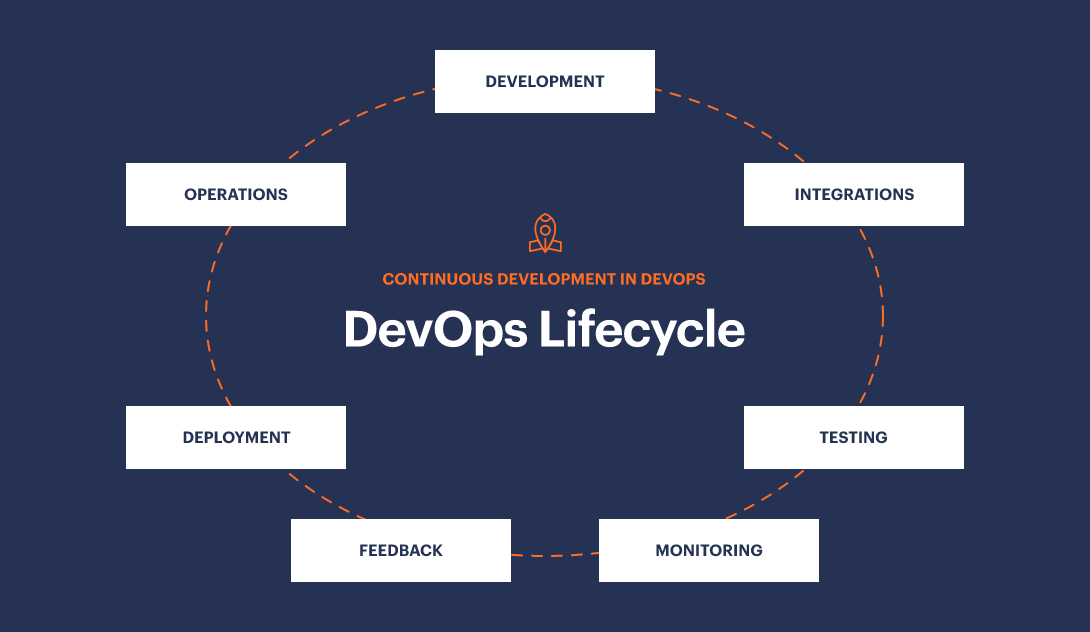 DEVELOPMENT
OPERATIONS
INTEGRATIONS
CONTINUOUS DEVELOPMENT IN DEVOPS
DevOps Lifecycle
DEPLOYMENT
TESTING
FEEDBACK
MONITORING